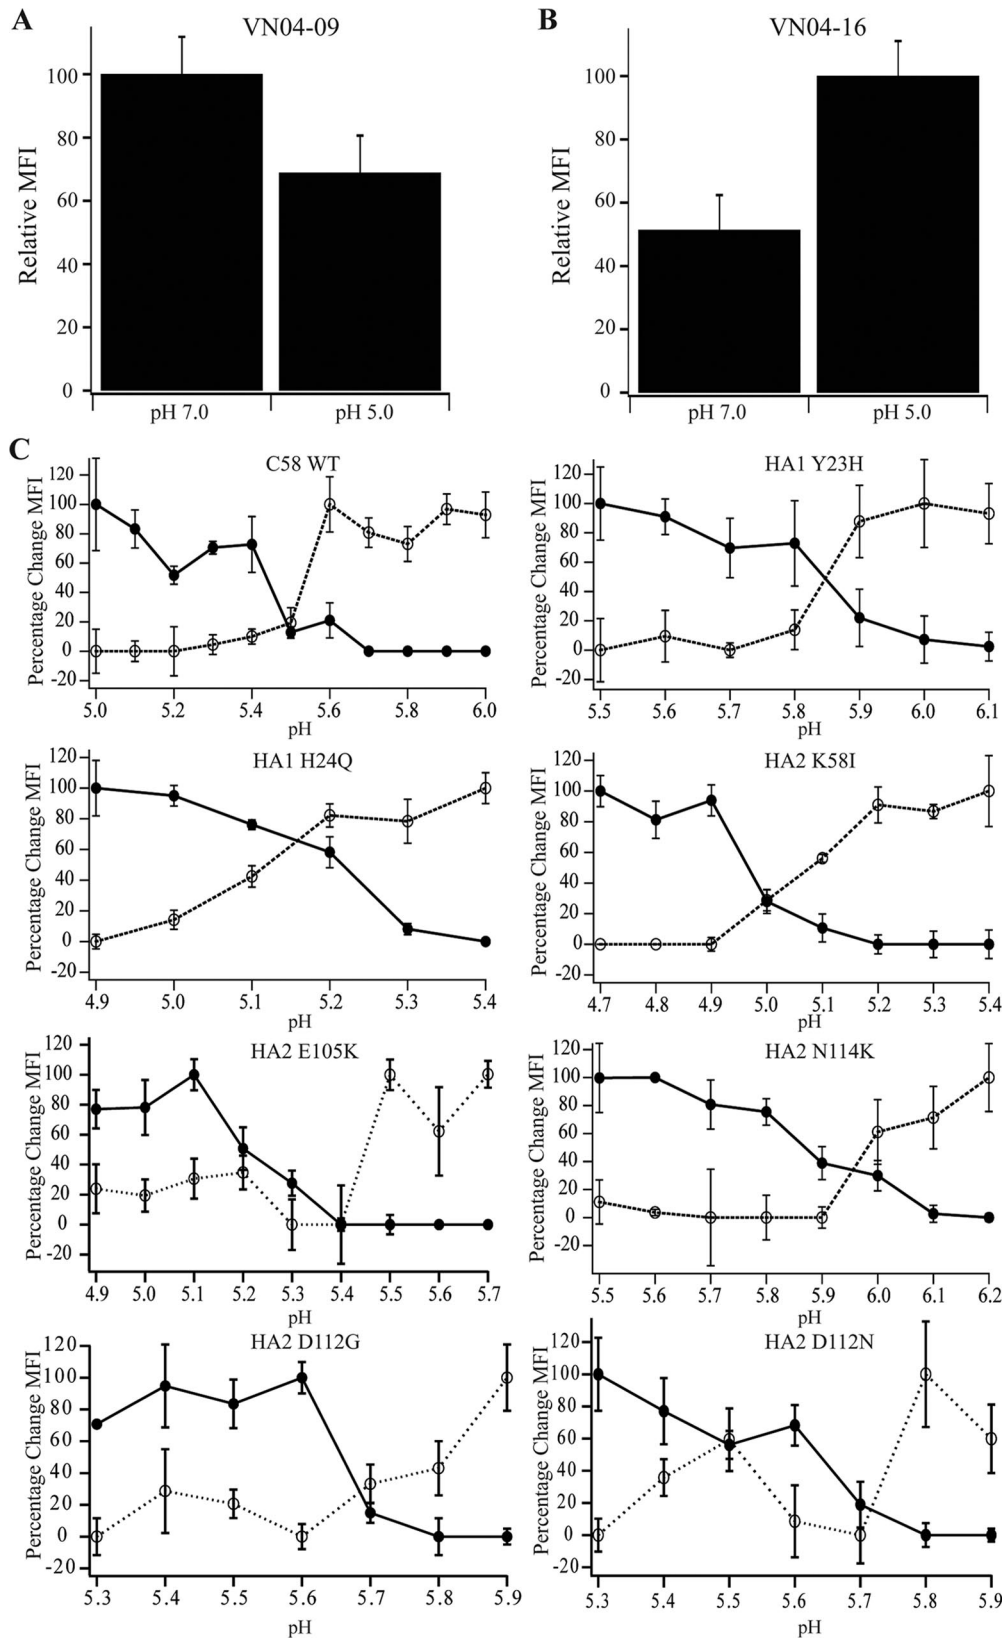 A
VN04-09
Relative MFI
100
80
60
40
20
0
pH 7.0
pH 5.0
B
VN04-16
Relative MFI
100
80
60
40
20
0
pH 7.0
pH 5.0
C
C58 WT
Percentage Change MFI
120
100
80
60
40
20
0
-20
5.0 5.2 5.4 5.6 5.8 6.0
pH
HA1 Y23H
Percentage Change MFI
120
100
80
60
40
20
0
-20
5.5 5.6 5.7 5.8 5.9 6.0 6.1
pH
HA1 H24Q
Percentage Change MFI
120
100
80
60
40
20
0
-20
4.9 5.0 5.1 5.2 5.3 5.4
pH
HA2 K58I
Percentage Change MFI
120
100
80
60
40
20
0
-20
4.7 4.8 4.9 5.0 5.1 5.2 5.3 5.4
pH
HA2 E105K
Percentage Change MFI
120
100
80
60
40
20
0
-20
4.9 5.0 5.1 5.2 5.3 5.4 5.5 5.6 5.7
pH
HA2 N114K
Percentage Change MFI
120
100
80
60
40
20
0
-20
5.5 5.6 5.7 5.8 5.9 6.0 6.1 6.2
pH
HA2 D112G
Percentage Change MFI
120
100
80
60
40
20
0
-20
5.3 5.4 5.5 5.6 5.7 5.8 5.9
pH
HA2 D112N
Percentage Change MFI
120
100
80
60
40
20
0
-20
5.3 5.4 5.5 5.6 5.7 5.8 5.9
pH